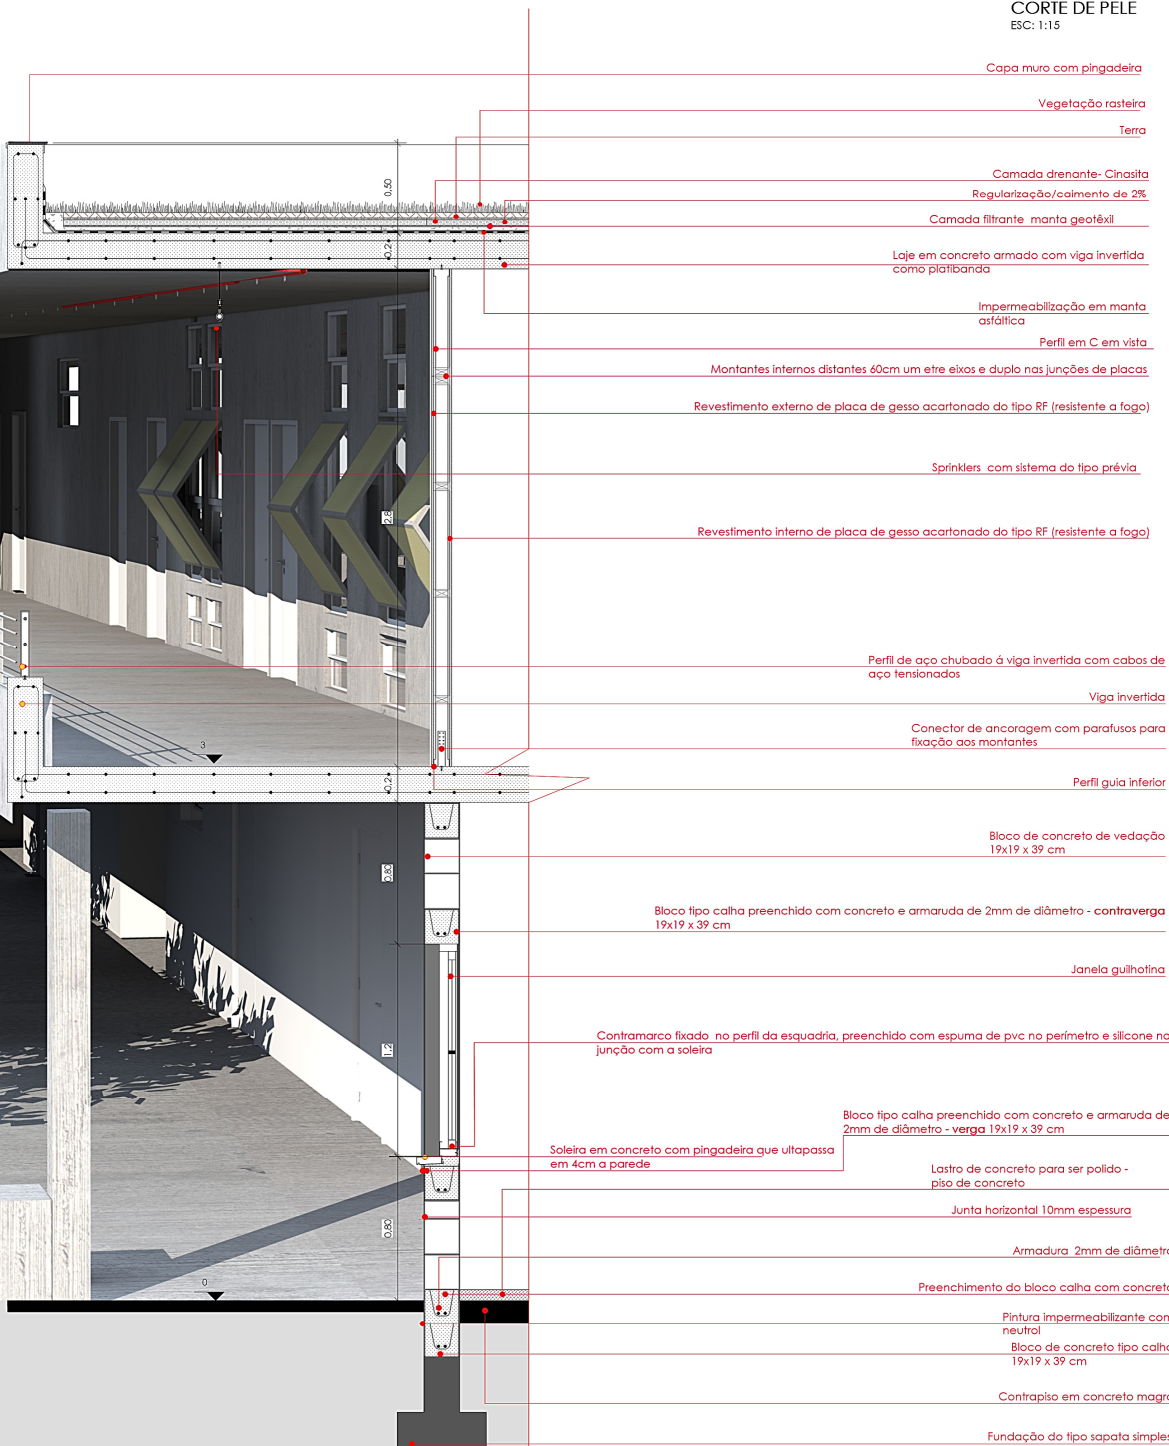 CORTE DE PELE
ESC: 1:15
Capa muro com pingadeira
Vegetação rasteira
Terra
Camada drenante- Cinasita
0,50
Regularização/caimento de 2%
Camada filtrante manta geotêxil
0,2
Laje em concreto armado com viga invertida
como platibanda
Impermeabilização em manta
asfáltica
Perfil em C em vista
Montantes internos distantes 60cm um etre eixos e duplo nas junções de placas
Revestimento externo de placa de gesso acartonado do tipo RF (resistente a fogo)
Sprinklers com sistema do tipo prévia
2,8
Revestimento interno de placa de gesso acartonado do tipo RF (resistente a fogo)
Perfil de aço chubado á viga invertida com cabos de
aço tensionados
Viga invertida
Conector de ancoragem com parafusos para
fixação aos montantes
3
0,2
Perfil guia inferior
Bloco de concreto de vedação
19x19 x 39 cm
0,80
Bloco tipo calha preenchido com concreto e armaruda de 2mm de diâmetro - contraverga
19x19 x 39 cm
Janela guilhotina
Contramarco fixado no perfil da esquadria, preenchido com espuma de pvc no perímetro e silicone na
junção com a soleira
1,2
Bloco tipo calha preenchido com concreto e armaruda de
2mm de diâmetro - verga 19x19 x 39 cm
Soleira em concreto com pingadeira que ultapassa
em 4cm a parede
Lastro de concreto para ser polido -
piso de concreto
Junta horizontal 10mm espessura
0,80
Armadura 2mm de diâmetro
0
Preenchimento do bloco calha com concreto
Pintura impermeabilizante com
neutrol
Bloco de concreto tipo calha
19x19 x 39 cm
Contrapiso em concreto magro
Fundação do tipo sapata simples